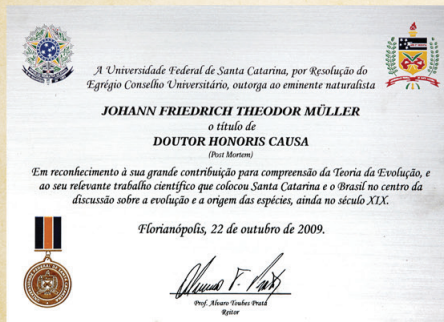 A Universidade Federal de Santa Catarina, por Resolução do
Egrégio Conselho Universitário, outorga ao eminente naturalista
JOHANN FRIEDRICH THEODOR MÜLLER
o título de
DOUTOR HONORIS CAUSA
(Post Mortem)
Em reconhecimento à sua grande contribuição para compreensão da Teoria da Evolução, e
ao seu relevante trabalho científico que colocou Santa Catarina e o Brasil no centro da
discussão sobre a evolução e a origem das espécies, ainda no século XIX.
Florianópolis, 22 de outubro de 2009.
Prof. Alvaro Toubes Prata
Reitor